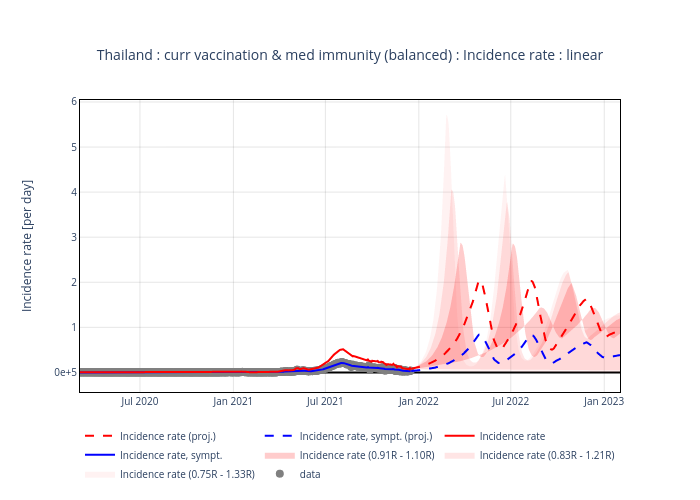 Thailand : curr vaccination & med immunity (balanced) : Incidence rate : linear
Incidence rate [per day]
6
5
4
3
2
1
0e+5
Jul 2020
Jan 2021
Jul 2021
Jan 2022
Jul 2022
Jan 2023
Incidence rate (proj.)
Incidence rate, sympt. (proj.)
Incidence rate
Incidence rate, sympt.
Incidence rate (0.91R - 1.10R)
Incidence rate (0.83R - 1.21R)
Incidence rate (0.75R - 1.33R)
data